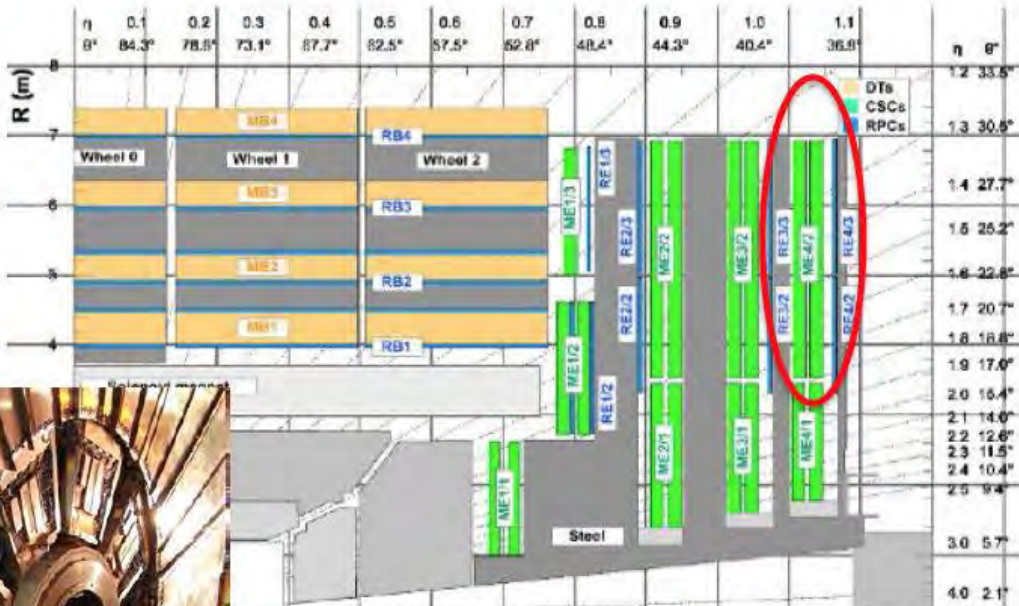 η 0.1 0.2 0.3 0.4 0.5 0.6 0.7 0.8 0.9 1.0 1.1
θ° 84.3° 78.6° 73.1° 67.7° 62.5° 57.5° 52.8° 48.4° 44.3° 40.4° 36.8°
η θ°
R (m)
8
7
6
5
4
1.2 33.5°
1.3 30.5°
1.4 27.7°
1.5 25.2°
1.6 22.8°
1.7 20.7°
1.8 18.8°
1.9 17.0°
2.0 15.4°
2.1 14.0°
2.2 12.6°
2.3 11.5°
2.4 10.4°
2.5 9.4°
3.0 5.7°
4.0 2.1°
DTs
CSCs
RPCs
MB4
RB4
Wheel 0
Wheel 1
Wheel 2
MB3
RB3
MB2
RB2
MB1
RB1
Solenoid magnet
ME1/3
RE1/3
RE2/3
ME2/2
ME3/2
RE3/3
ME4/2
RE4/3
ME1/2
RE1/2
RE2/2
RE3/2
RE4/2
ME1/1
ME2/1
ME3/1
ME4/1
Steel